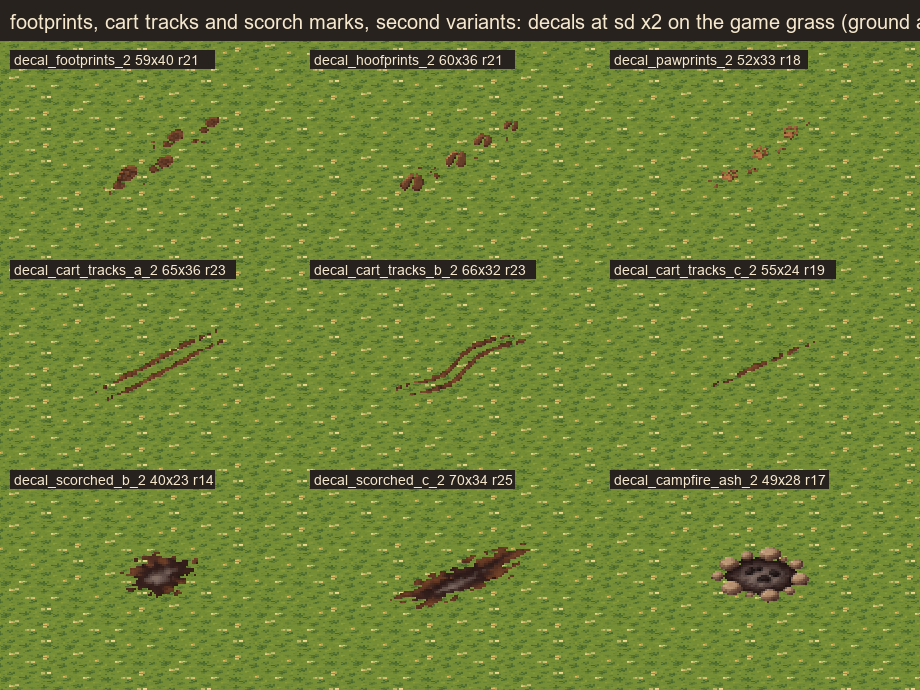 footprints, cart tracks and scorch marks, second variants: decals at sd x2 on the game grass (ground
decal_footprints_2 59x40 r21
decal_hoofprints_2 60x36 r21
decal_pawprints_2 52x33 r18
decal_cart_tracks_a_2 65x36 r23
decal_cart_tracks_b_2 66x32 r23
decal_cart_tracks_c_2 55x24 r19
decal_scorched_b_2 40x23 r14
decal_scorched_c_2 70x34 r25
decal_campfire_ash_2 49x28 r17